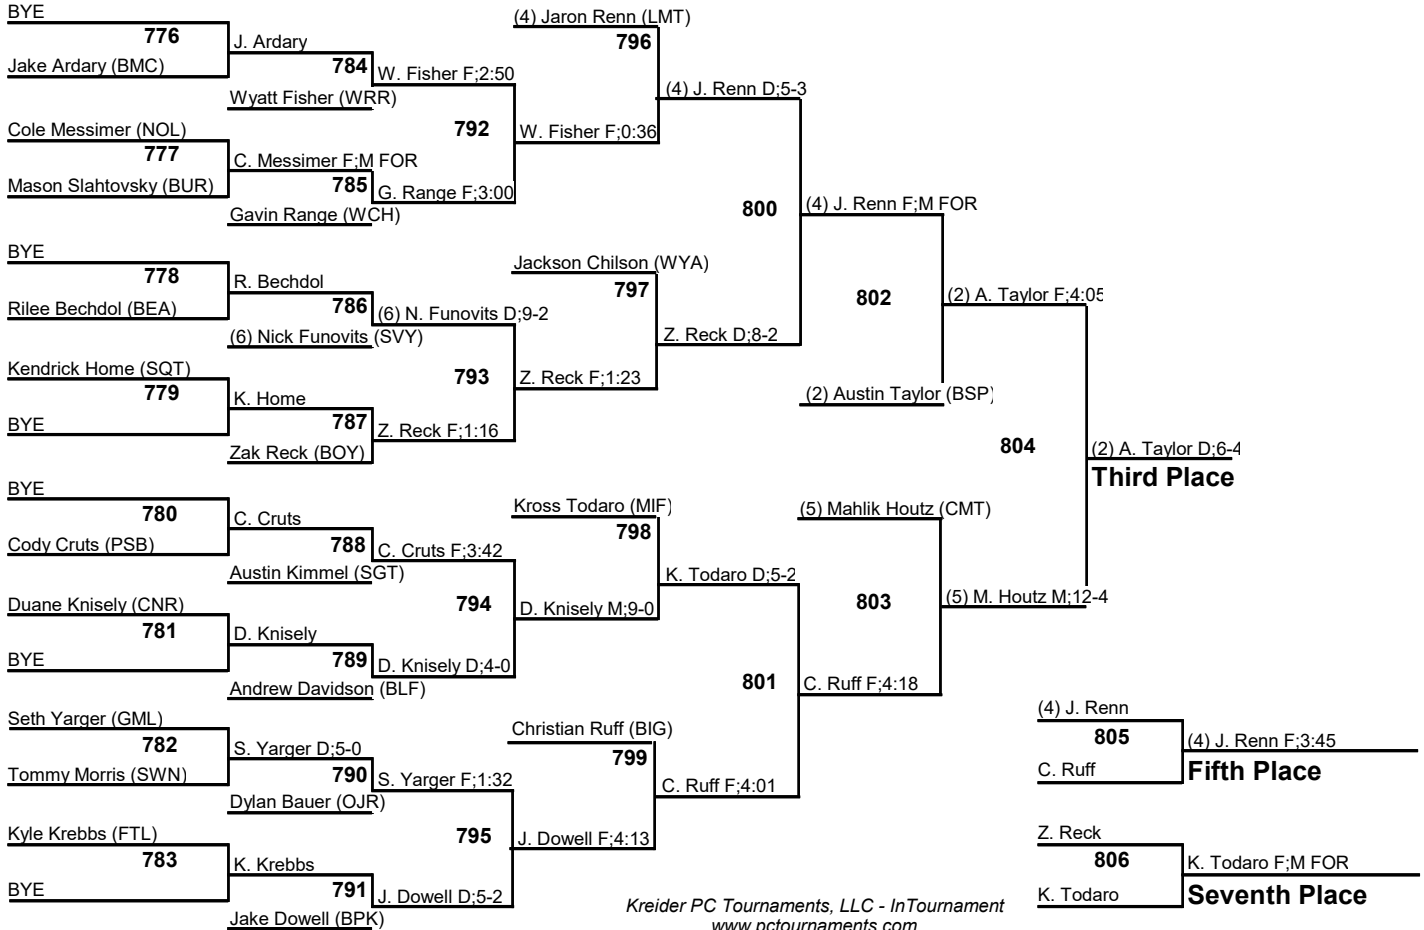 BYE
776
Jake Ardary (BMC)
J. Ardary
784
Wyatt Fisher (WRR)
W. Fisher F;2:50
Cole Messimer (NOL)
777
Mason Slahtovsky (BUR)
C. Messimer F;M FOR
785
Gavin Range (WCH)
G. Range F;3:00
792
W. Fisher F;0:36
(4) Jaron Renn (LMT)
796
(4) J. Renn D;5-3
BYE
778
Rilee Bechdol (BEA)
R. Bechdol
786
(6) Nick Funovits (SVY)
(6) N. Funovits D;9-2
Kendrick Home (SQT)
779
BYE
K. Home
787
Zak Reck (BOY)
Z. Reck F;1:16
793
Z. Reck F;1:23
Jackson Chilson (WYA)
797
Z. Reck D;8-2
800
(4) J. Renn F;M FOR
802
(2) Austin Taylor (BSP)
(2) A. Taylor F;4:05
BYE
780
Cody Cruts (PSB)
C. Cruts
788
Austin Kimmel (SGT)
C. Cruts F;3:42
Duane Knisely (CNR)
781
BYE
D. Knisely
789
Andrew Davidson (BLF)
D. Knisely D;4-0
794
D. Knisely M;9-0
Kross Todaro (MIF)
798
K. Todaro D;5-2
Seth Yarger (GML)
782
Tommy Morris (SWN)
S. Yarger D;5-0
790
Dylan Bauer (OJR)
S. Yarger F;1:32
Kyle Krebbs (FTL)
783
BYE
K. Krebbs
791
Jake Dowell (BPK)
J. Dowell D;5-2
795
J. Dowell F;4:13
Christian Ruff (BIG)
799
C. Ruff F;4:01
801
C. Ruff F;4:18
(5) Mahlik Houtz (CMT)
803
(5) M. Houtz M;12-4
804
(2) A. Taylor D;6-4
Third Place
(4) J. Renn
805
C. Ruff
(4) J. Renn F;3:45
Fifth Place
Z. Reck
806
K. Todaro
K. Todaro F;M FOR
Seventh Place
Kreider PC Tournaments, LLC - InTournament
www.pctournaments.com